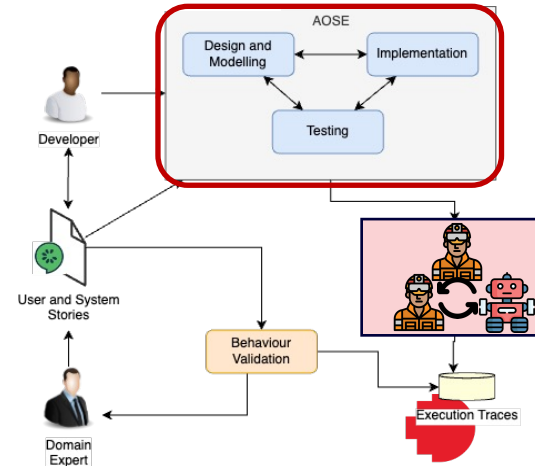 AOSE
Design and
Modelling
Implementation
Testing
Developer
User and System
Stories
Behaviour
Validation
Execution Traces
Domain
Expert